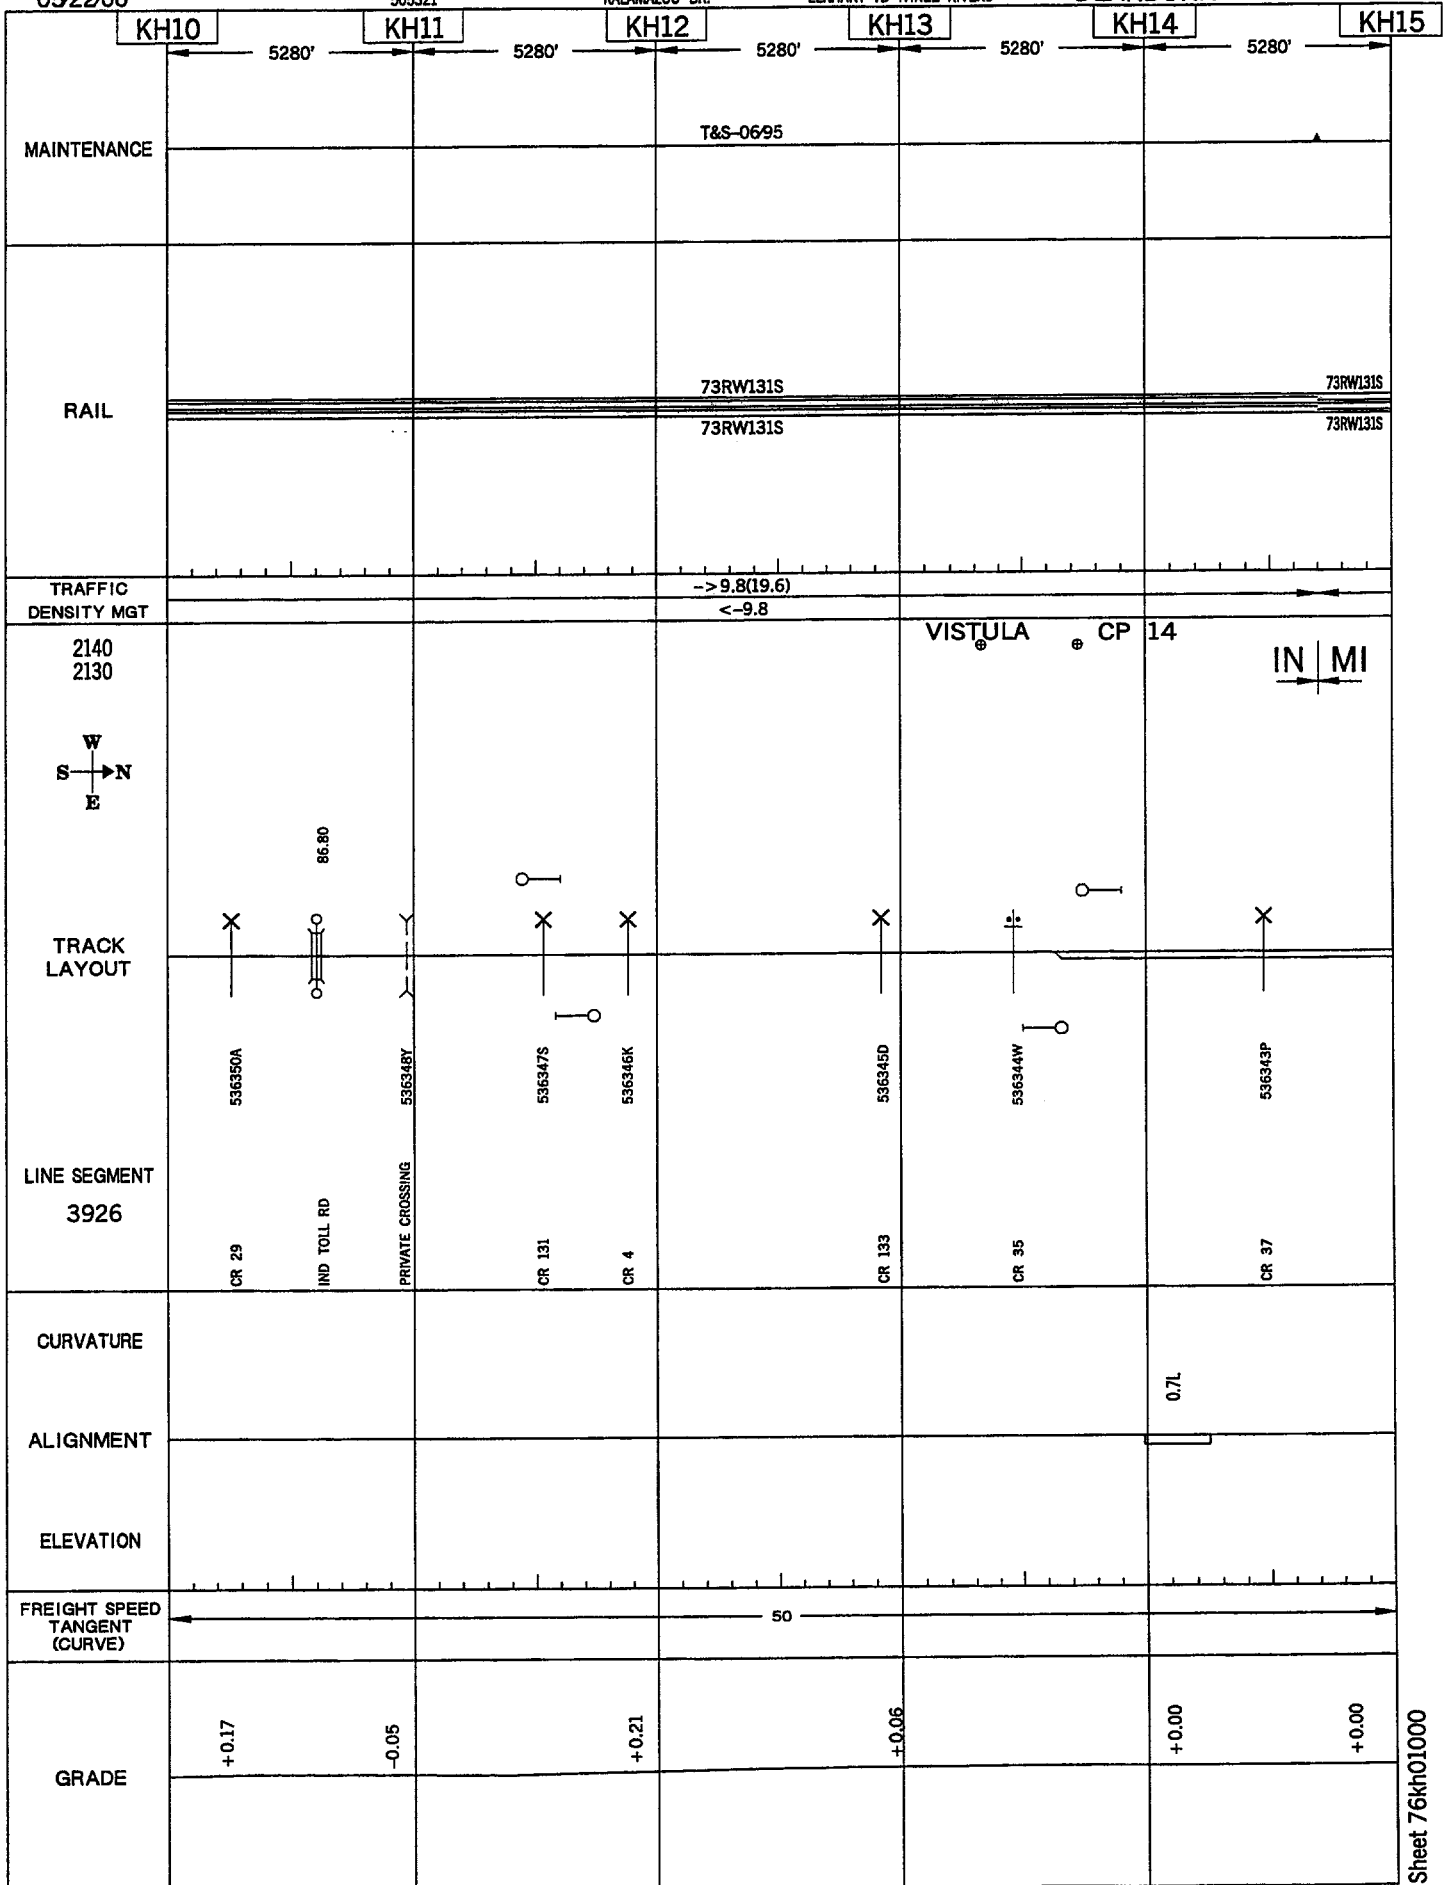 KH10 KH11 KH12 KH13 KH14 KH15
5280' 5280' 5280' 5280' 5280'
MAINTENANCE
T&S-06/95
RAIL
73RW131S 73RW131S
73RW131S 73RW131S
TRAFFIC
DENSITY MGT
->9.8(19.6)
<-9.8
2140
2130
VISTULA CP 14
IN MI
W
S N
E
86.80
TRACK
LAYOUT
536350A
536348Y
536347S
536346K
536345D
536344W
536343P
LINE SEGMENT
3926
CR 29
IND TOLL RD
PRIVATE CROSSING
CR 131
CR 4
CR 133
CR 35
CR 37
CURVATURE
0.7L
ALIGNMENT
ELEVATION
FREIGHT SPEED
TANGENT
(CURVE)
50
GRADE
+0.17
-0.05
+0.21
+0.06
+0.00
+0.00
Sheet 76kh01000